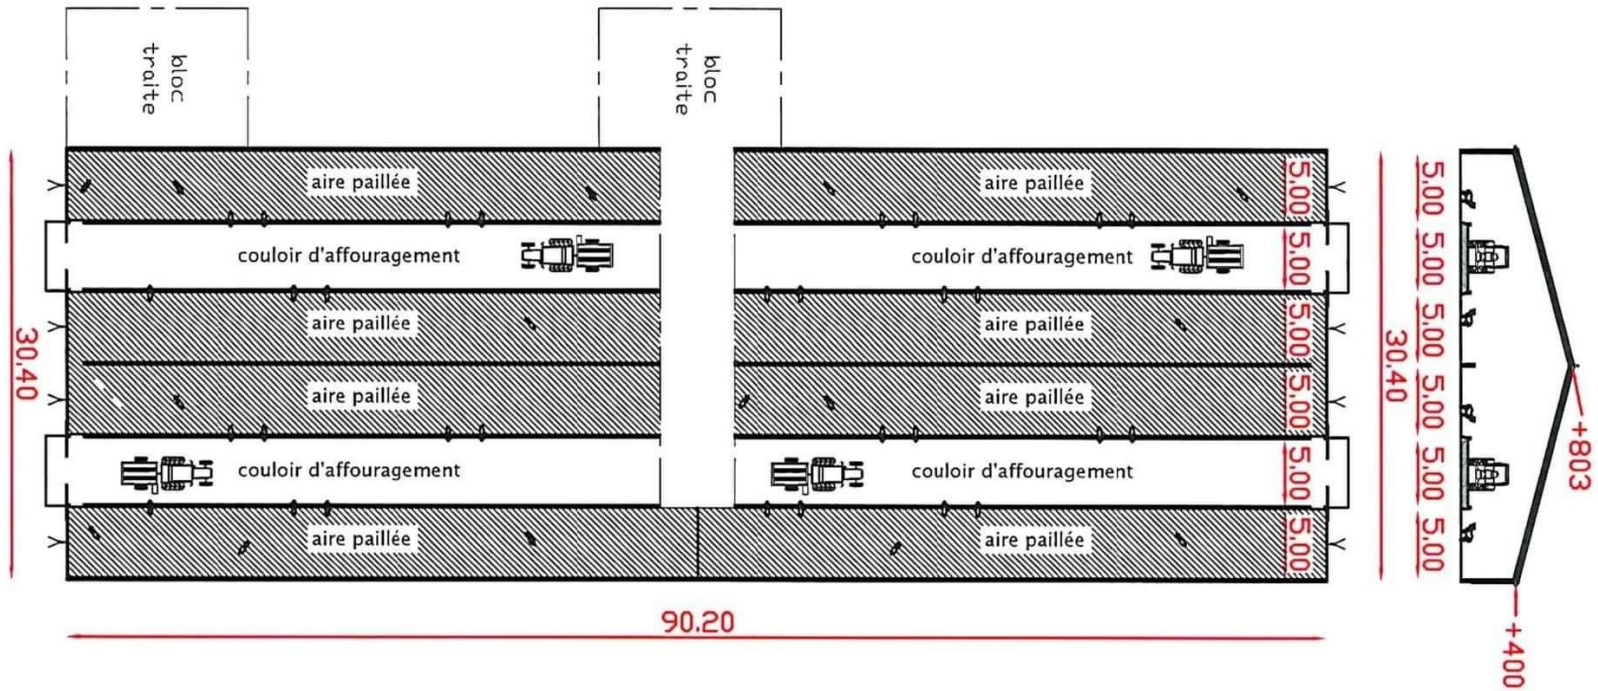 bloc
traite
bloc
traite
aire paillée
aire paillée
5.00
5.00
couloir d'affouragement
couloir d'affouragement
5.00
5.00
aire paillée
aire paillée
5.00
5.00
30.40
30.40
aire paillée
aire paillée
5.00
5.00
+803
couloir d'affouragement
couloir d'affouragement
5.00
5.00
aire paillée
aire paillée
5.00
5.00
90.20
+400